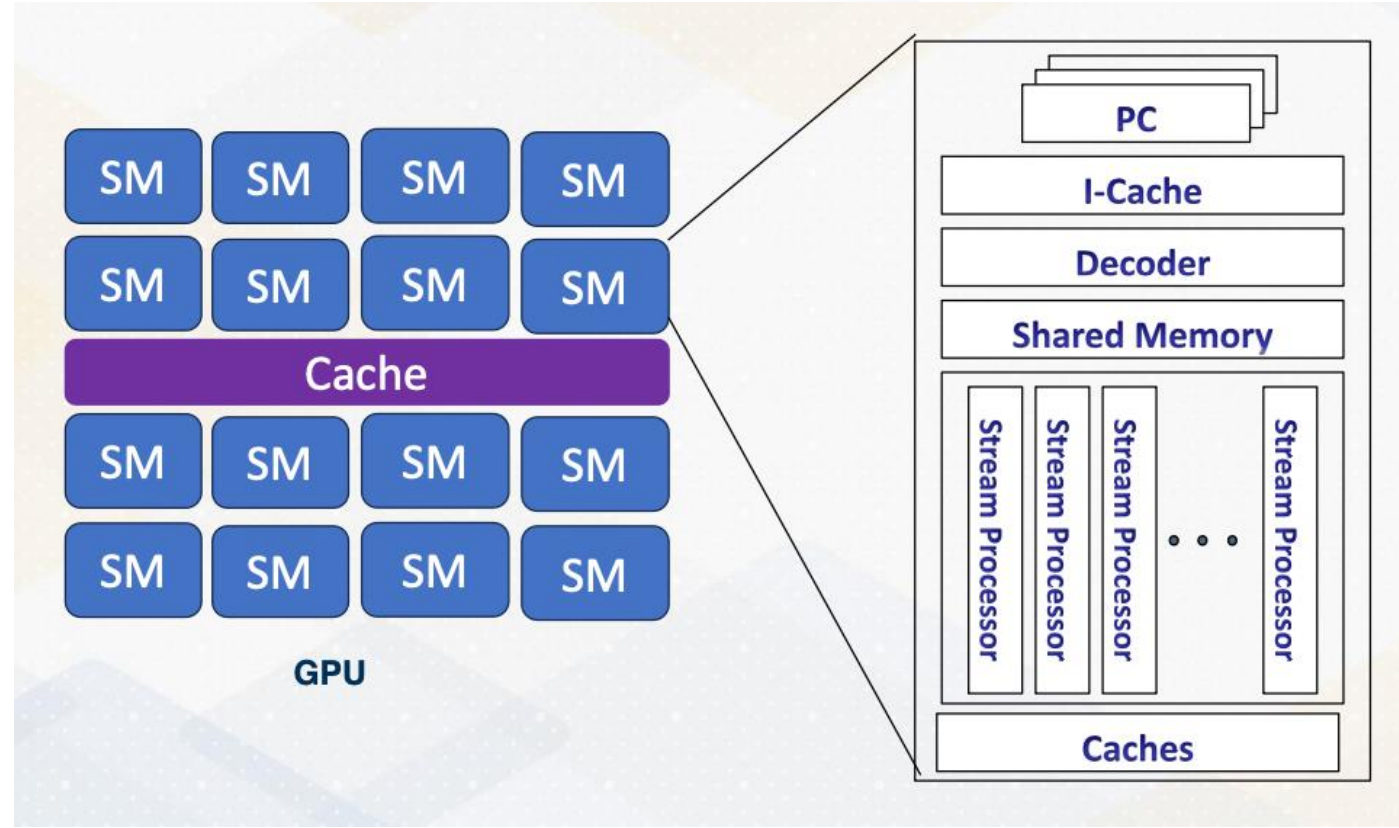 SM SM SM SM
SM SM SM SM
Cache
SM SM SM SM
SM SM SM SM
GPU
PC
I-Cache
Decoder
Shared Memory
Stream Processor
Stream Processor
Stream Processor
Stream Processor
Caches